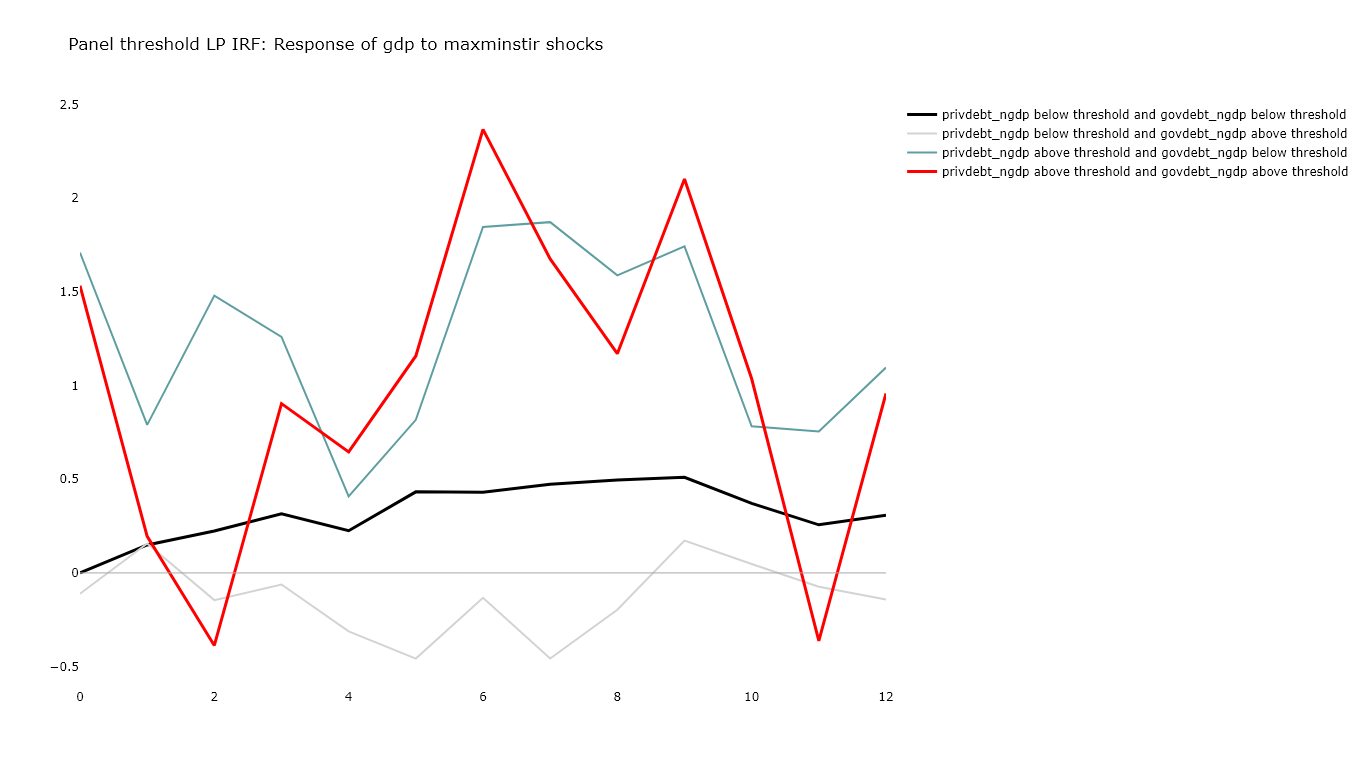 Panel threshold LP IRF: Response of gdp to maxminstir shocks
2.5
2
1.5
1
0.5
0
−0.5
0 2 4 6 8 10 12
privdebt_ngdp below threshold and govdebt_ngdp below threshold
privdebt_ngdp below threshold and govdebt_ngdp above threshold
privdebt_ngdp above threshold and govdebt_ngdp below threshold
privdebt_ngdp above threshold and govdebt_ngdp above threshold